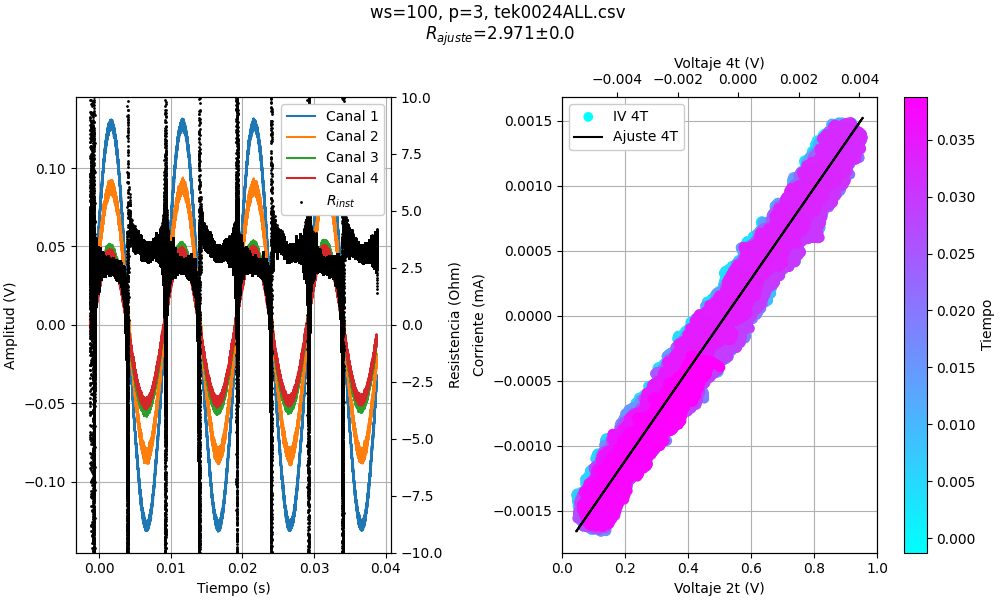 ws=100, p=3, tek0024ALL.csv
R_ajuste=2.971±0.0
Canal 1
Canal 2
Canal 3
Canal 4
R_inst
Amplitud (V)
0.10
0.05
0.00
−0.05
−0.10
0.00
0.01
0.02
0.03
0.04
Tiempo (s)
10.0
7.5
5.0
2.5
0.0
−2.5
−5.0
−7.5
−10.0
Resistencia (Ohm)
Voltaje 4t (V)
−0.004
−0.002
0.000
0.002
0.004
IV 4T
Ajuste 4T
Corriente (mA)
0.0015
0.0010
0.0005
0.0000
−0.0005
−0.0010
−0.0015
0.0
0.2
0.4
0.6
0.8
1.0
Voltaje 2t (V)
0.035
0.030
0.025
0.020
0.015
0.010
0.005
0.000
Tiempo